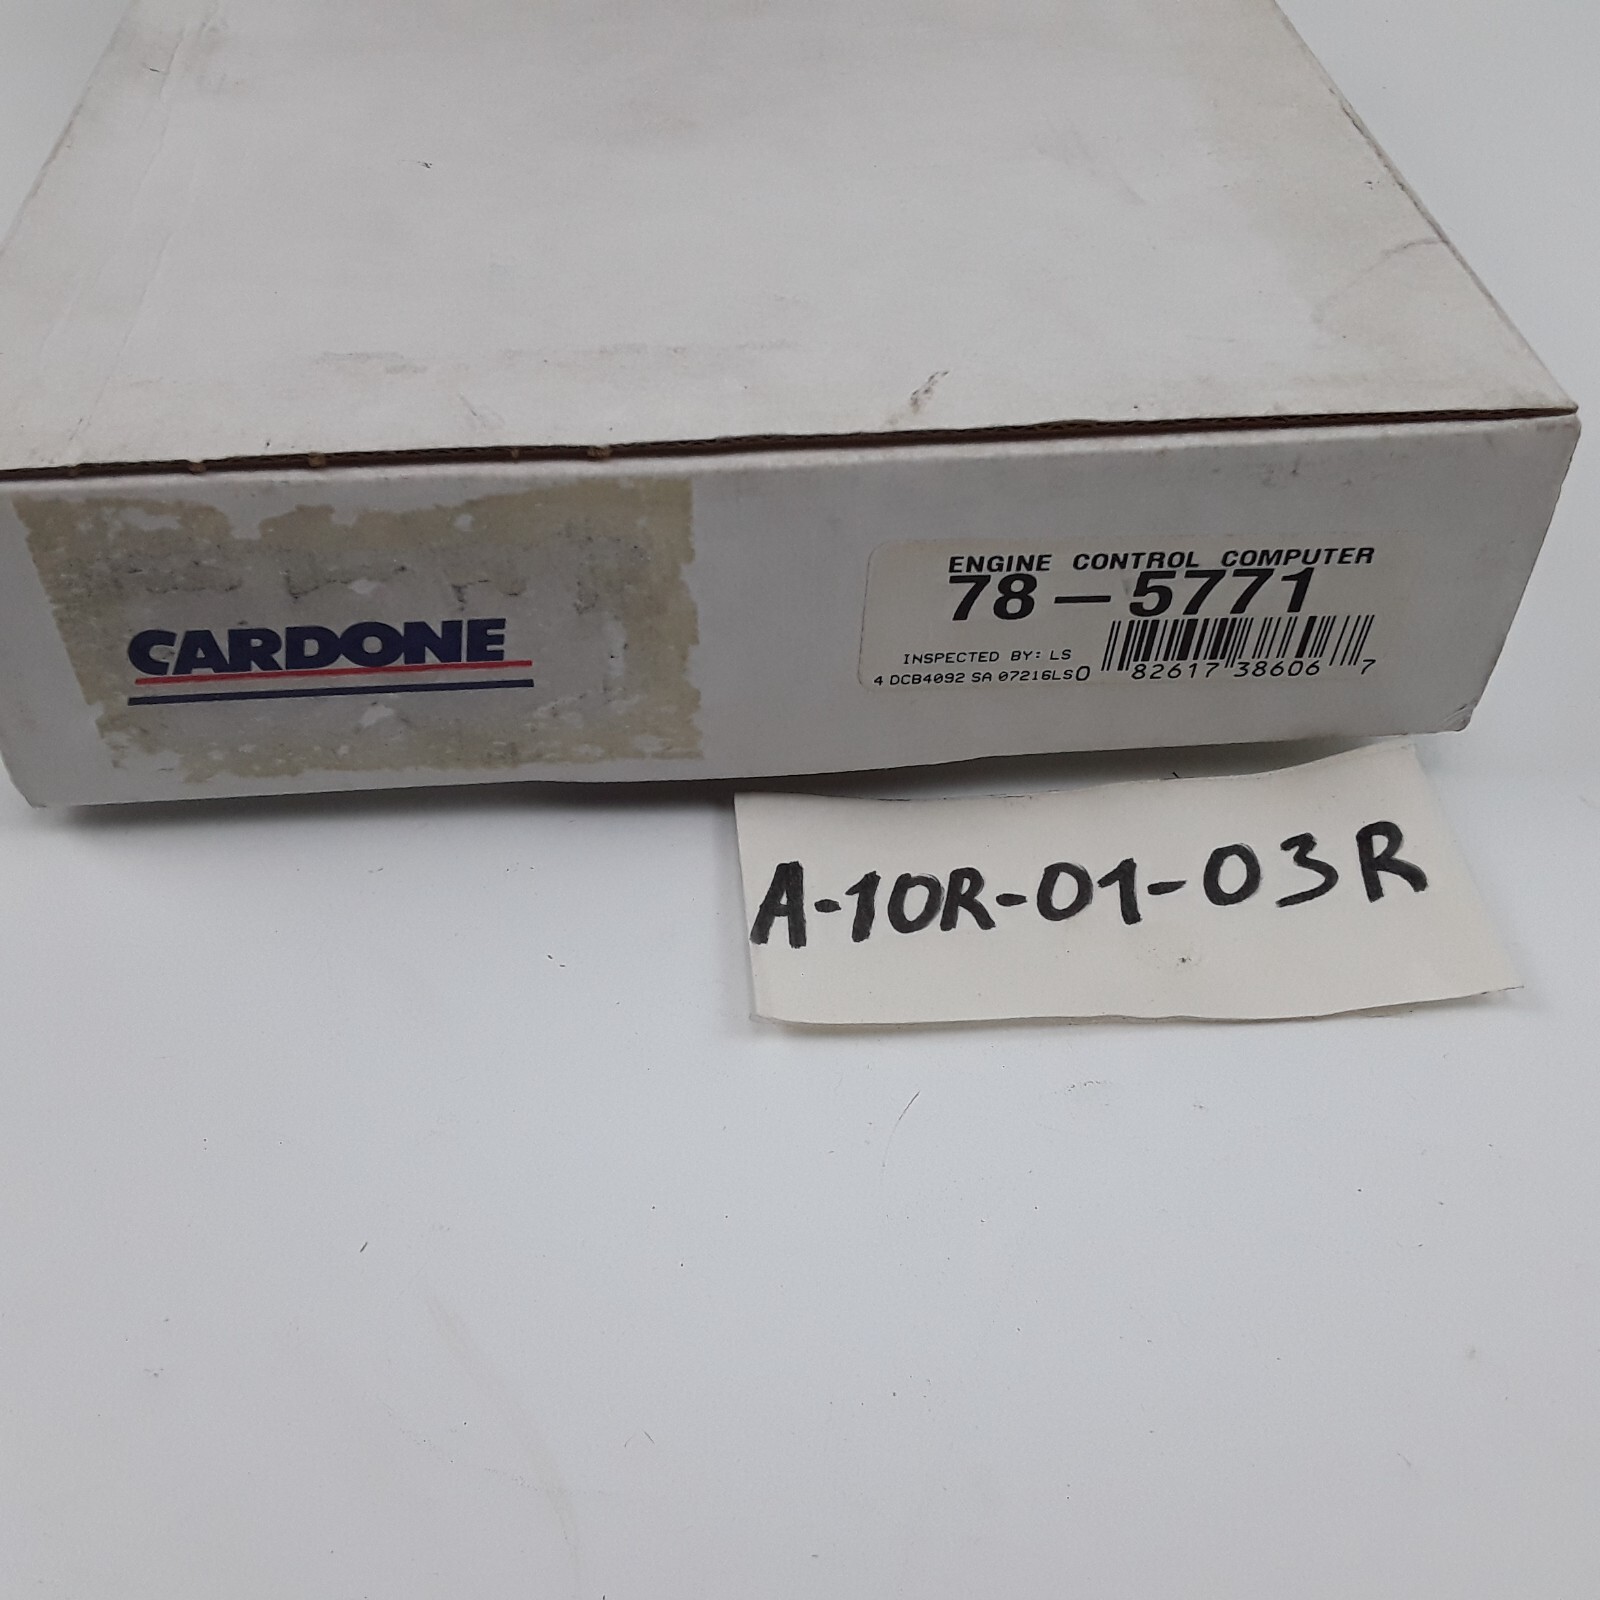 CARDONE
ENGINE CONTROL COMPUTER
78-5771
INSPECTED BY: LS
4 DCB4092 SA 07216LS
0 82617 38606 7
A-10R-01-03R